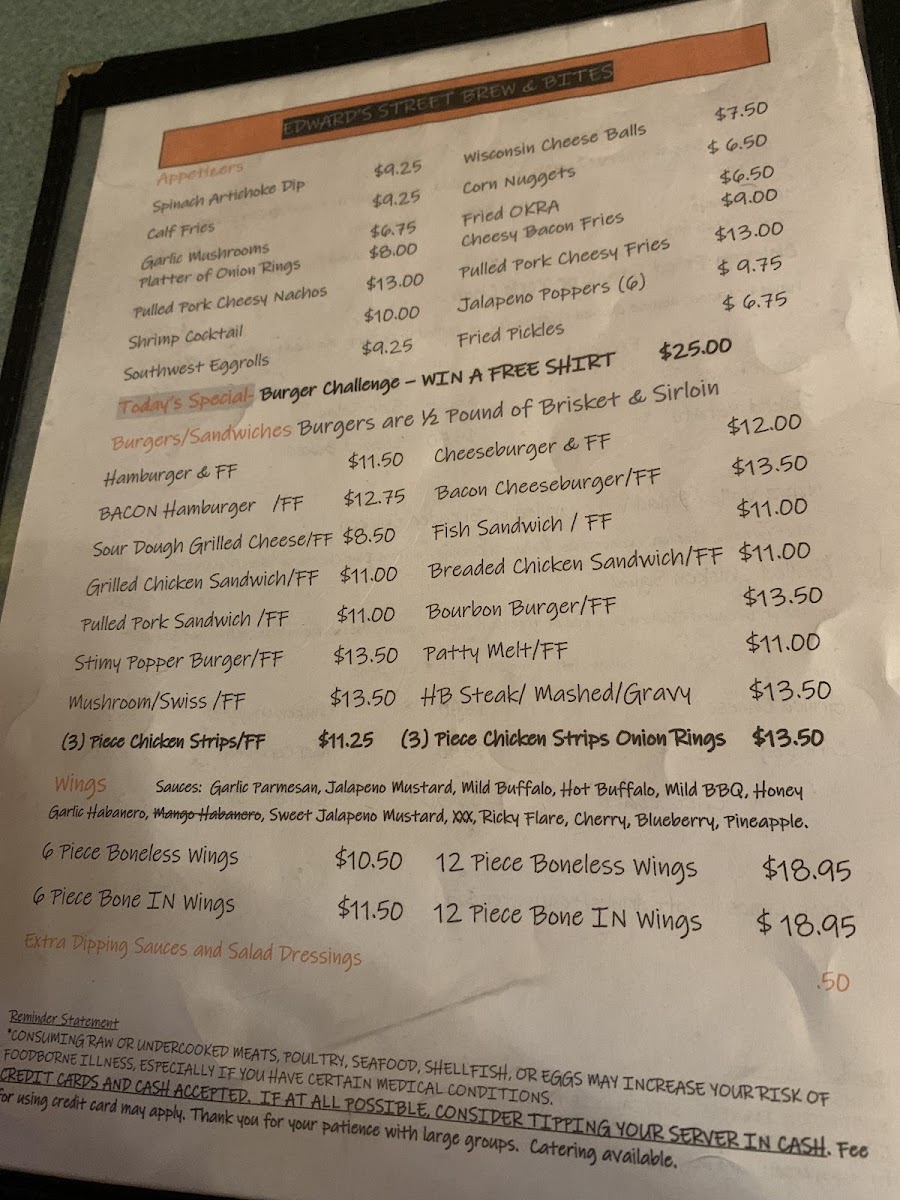 EDWARD'S STREET BREW & BITES
Appetizers
Spinach Artichoke Dip $9.25 Wisconsin Cheese Balls $7.50
Calf Fries $9.25 Corn Nuggets $ 6.50
Garlic Mushrooms $6.75 Fried OKRA $6.50
Platter of Onion Rings $8.00 Cheesy Bacon Fries $9.00
Pulled Pork Cheesy Nachos $13.00 Pulled Pork Cheesy Fries $13.00
Shrimp Cocktail $10.00 Jalapeno Poppers (6) $ 9.75
Southwest Eggrolls $9.25 Fried Pickles $ 6.75
Today's Special- Burger Challenge – WIN A FREE SHIRT $25.00
Burgers/Sandwiches Burgers are ½ Pound of Brisket & Sirloin
Hamburger & FF $11.50 Cheeseburger & FF $12.00
BACON Hamburger /FF $12.75 Bacon Cheeseburger/FF $13.50
Sour Dough Grilled Cheese/FF $8.50 Fish Sandwich / FF $11.00
Grilled Chicken Sandwich/FF $11.00 Breaded Chicken Sandwich/FF $11.00
Pulled Pork Sandwich /FF $11.00 Bourbon Burger/FF $13.50
Stimy Popper Burger/FF $13.50 Patty Melt/FF $11.00
Mushroom/Swiss /FF $13.50 HB Steak/ Mashed/Gravy $13.50
(3) Piece Chicken Strips/FF $11.25 (3) Piece Chicken Strips Onion Rings $13.50
Wings Sauces: Garlic Parmesan, Jalapeno Mustard, Mild Buffalo, Hot Buffalo, Mild BBQ, Honey
Garlic Habanero, Mango Habanero, Sweet Jalapeno Mustard, XXX, Ricky Flare, Cherry, Blueberry, Pineapple.
6 Piece Boneless Wings $10.50 12 Piece Boneless Wings $18.95
6 Piece Bone IN Wings $11.50 12 Piece Bone IN Wings $ 18.95
Extra Dipping Sauces and Salad Dressings .50
Reminder Statement
*CONSUMING RAW OR UNDERCOOKED MEATS, POULTRY, SEAFOOD, SHELLFISH, OR EGGS MAY INCREASE YOUR RISK OF
FOODBORNE ILLNESS, ESPECIALLY IF YOU HAVE CERTAIN MEDICAL CONDITIONS.
CREDIT CARDS AND CASH ACCEPTED. IF AT ALL POSSIBLE, CONSIDER TIPPING YOUR SERVER IN CASH. Fee
for using credit card may apply. Thank you for your patience with large groups. Catering available.